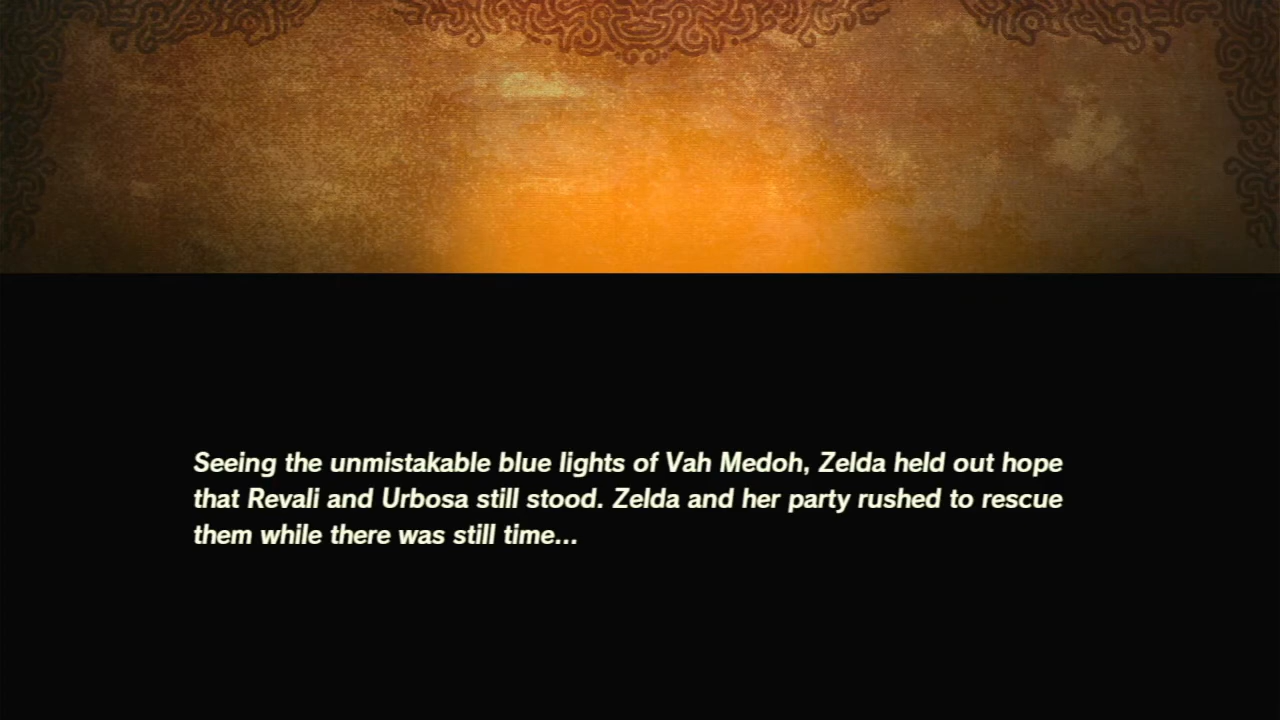 Seeing the unmistakable blue lights of Vah Medoh, Zelda held out hope
that Revali and Urbosa still stood. Zelda and her party rushed to rescue
them while there was still time...